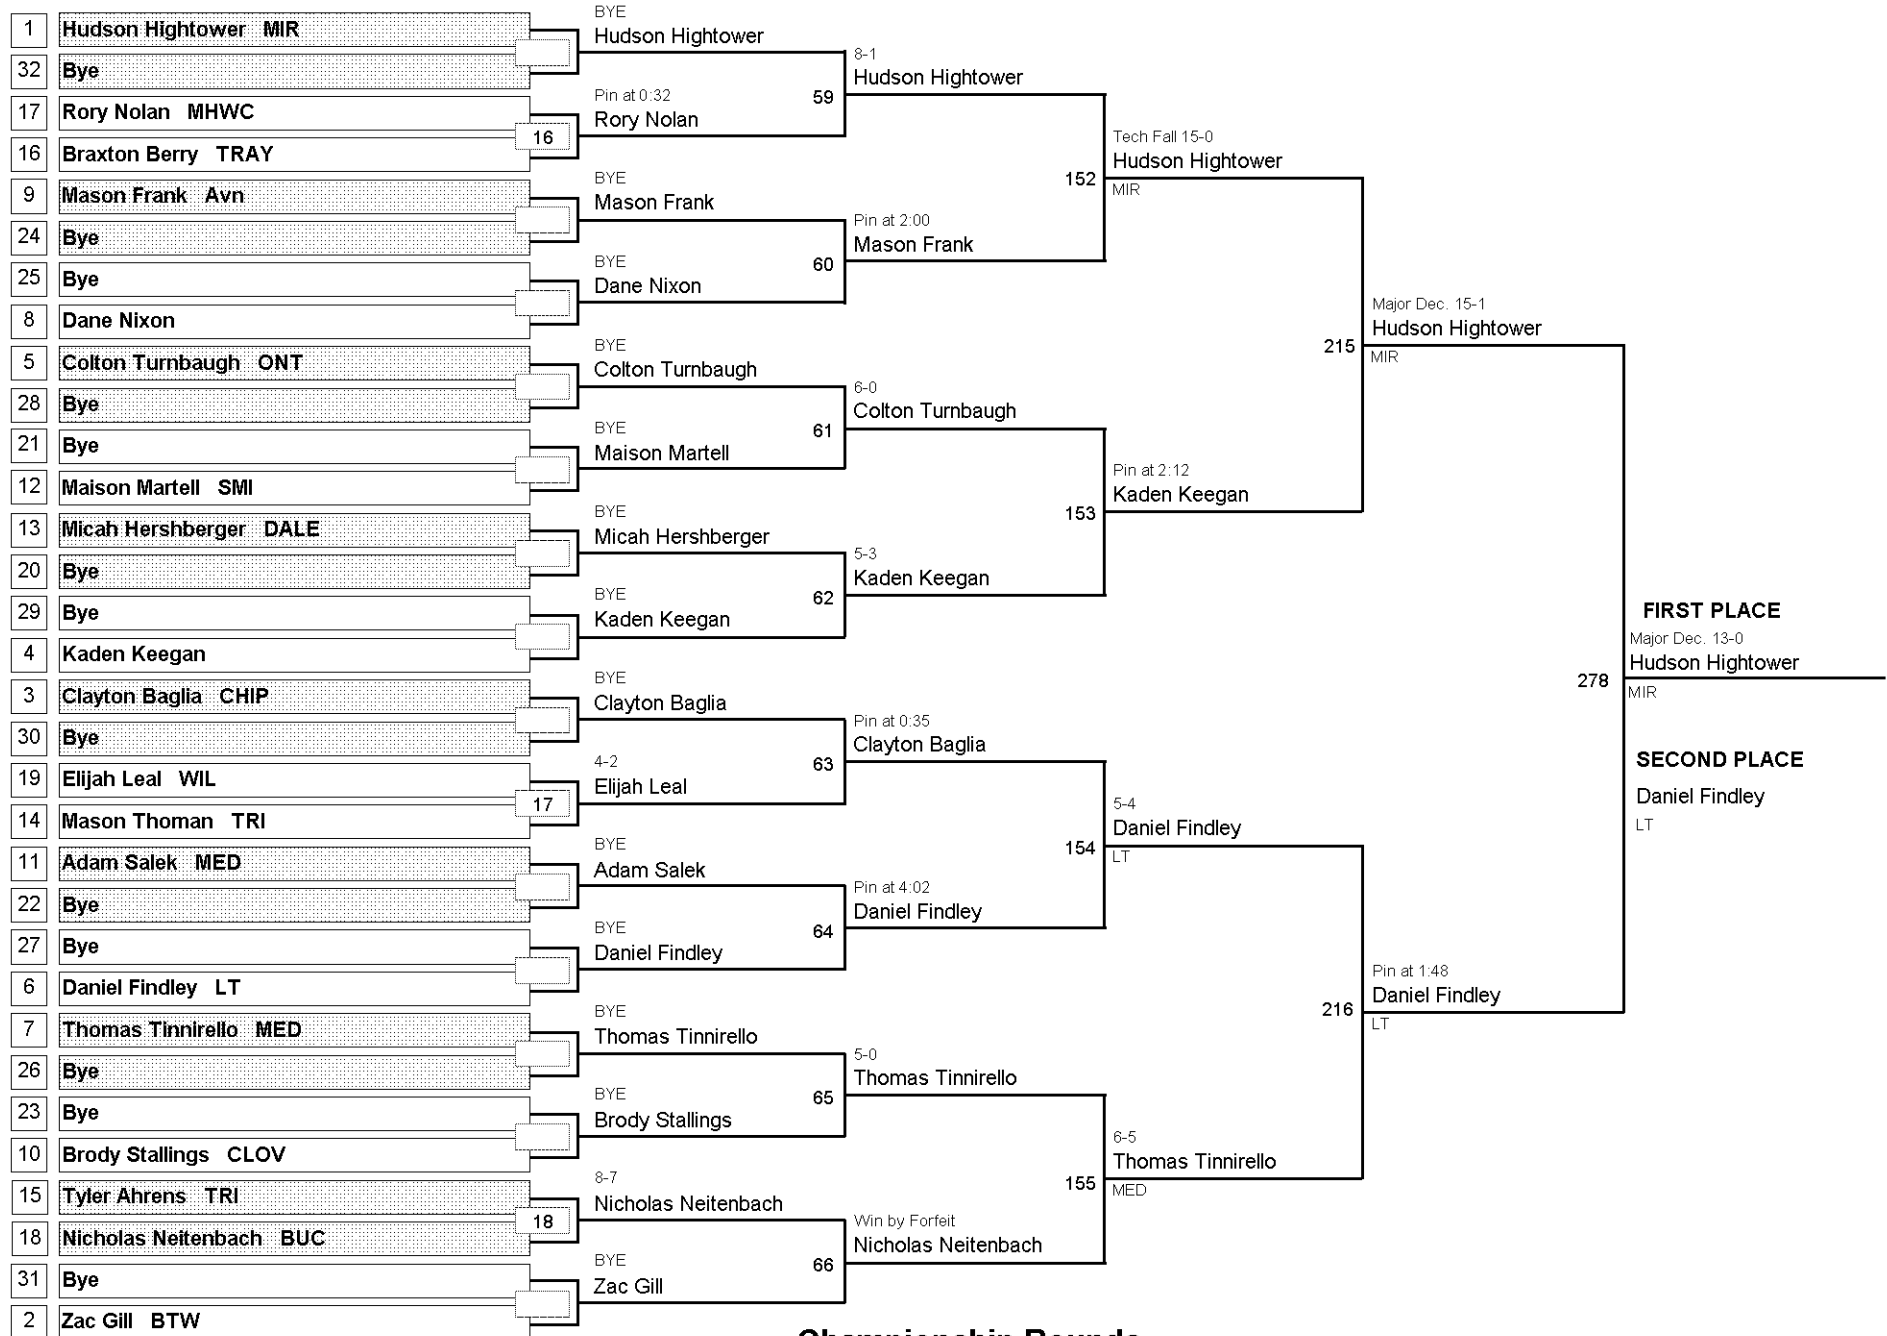 1 Hudson Hightower MIR
32 Bye
17 Rory Nolan MHWC
16 Braxton Berry TRAY
9 Mason Frank Avn
24 Bye
25 Bye
8 Dane Nixon
5 Colton Turnbaugh ONT
28 Bye
21 Bye
12 Maison Martell SMI
13 Micah Hershberger DALE
20 Bye
29 Bye
4 Kaden Keegan
3 Clayton Baglia CHIP
30 Bye
19 Elijah Leal WIL
14 Mason Thoman TRI
11 Adam Salek MED
22 Bye
27 Bye
6 Daniel Findley LT
7 Thomas Tinnirello MED
26 Bye
23 Bye
10 Brody Stallings CLOV
15 Tyler Ahrens TRI
18 Nicholas Neitenbach BUC
31 Bye
2 Zac Gill BTW
BYE
Hudson Hightower
16
Pin at 0:32
Rory Nolan
BYE
Mason Frank
BYE
Dane Nixon
BYE
Colton Turnbaugh
BYE
Maison Martell
BYE
Micah Hershberger
BYE
Kaden Keegan
BYE
Clayton Baglia
17
4-2
Elijah Leal
BYE
Adam Salek
BYE
Daniel Findley
BYE
Thomas Tinnirello
BYE
Brody Stallings
18
8-7
Nicholas Neitenbach
BYE
Zac Gill
59
8-1
Hudson Hightower
60
Pin at 2:00
Mason Frank
61
6-0
Colton Turnbaugh
62
5-3
Kaden Keegan
63
Pin at 0:35
Clayton Baglia
64
Pin at 4:02
Daniel Findley
65
5-0
Thomas Tinnirello
66
Win by Forfeit
Nicholas Neitenbach
152
Tech Fall 15-0
Hudson Hightower
MIR
153
Pin at 2:12
Kaden Keegan
154
5-4
Daniel Findley
LT
155
6-5
Thomas Tinnirello
MED
215
Major Dec. 15-1
Hudson Hightower
MIR
216
Pin at 1:48
Daniel Findley
LT
278
FIRST PLACE
Major Dec. 13-0
Hudson Hightower
MIR
SECOND PLACE
Daniel Findley
LT
Championship Rounds